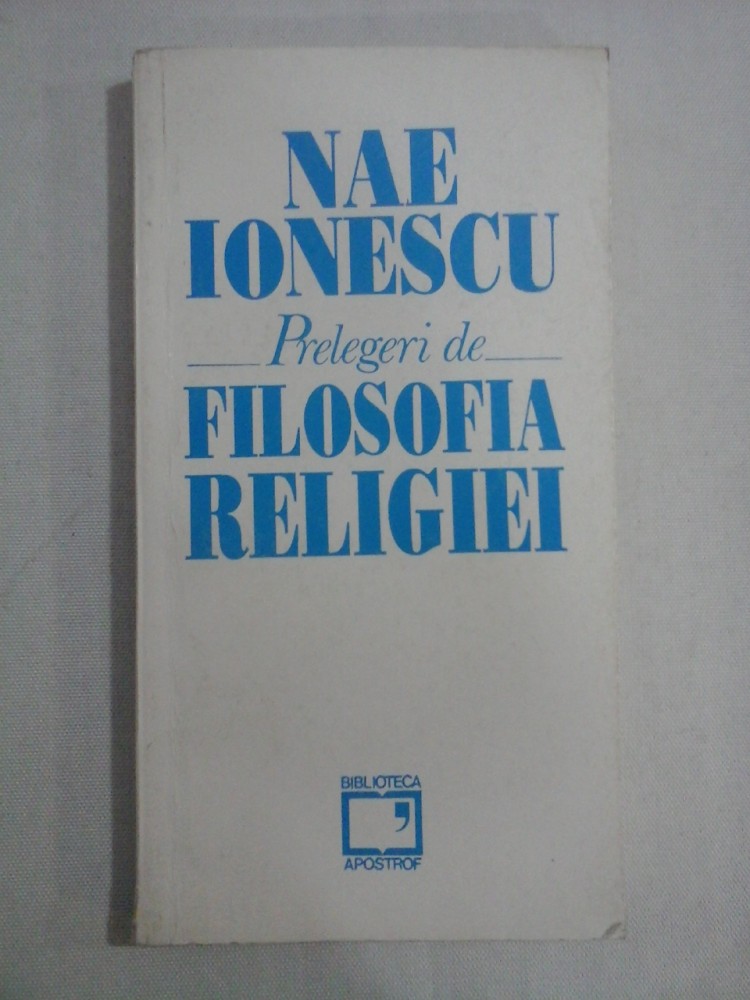 NAE
IONESCU
Prelegeri de
FILOSOFIA
RELIGIEI
BIBLIOTECA
,
APOSTROF